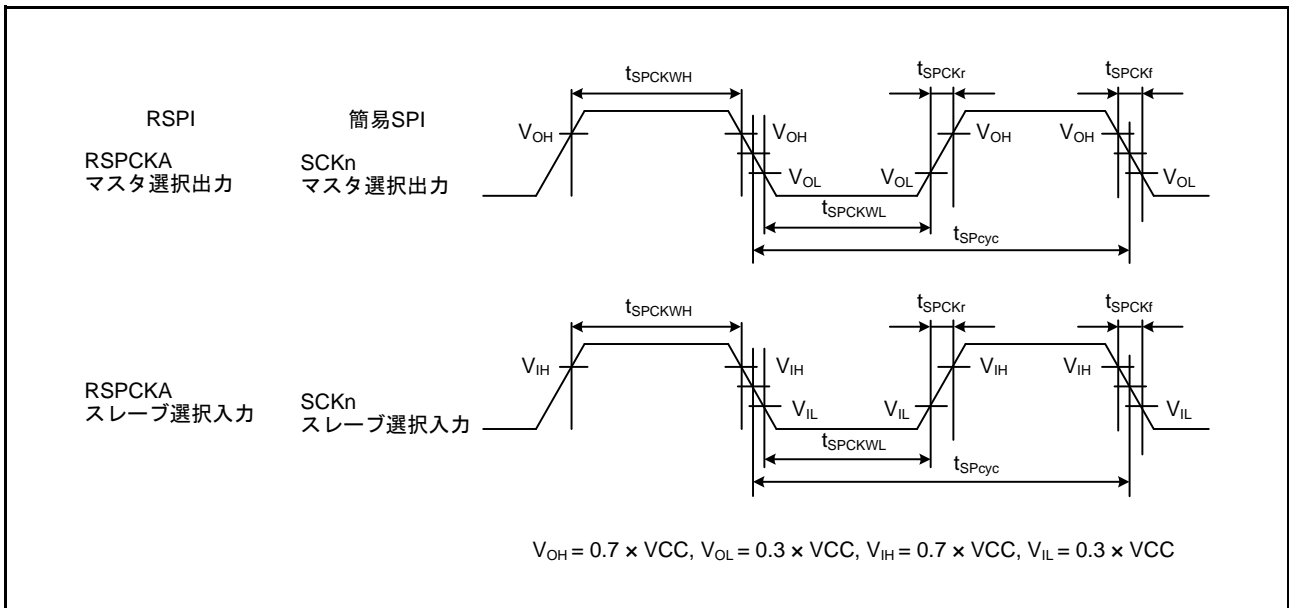 RSPI
簡易SPI
RSPCKA
マスタ選択出力
SCKn
マスタ選択出力
tSPCKWH
tSPCKr
tSPCKf
VOH
VOH
VOH
VOH
VOL
VOL
VOL
tSPCKWL
tSPcyc
RSPCKA
スレーブ選択入力
SCKn
スレーブ選択入力
tSPCKWH
tSPCKr
tSPCKf
VIH
VIH
VIH
VIH
VIL
VIL
VIL
tSPCKWL
tSPcyc
VOH = 0.7 × VCC, VOL = 0.3 × VCC, VIH = 0.7 × VCC, VIL = 0.3 × VCC